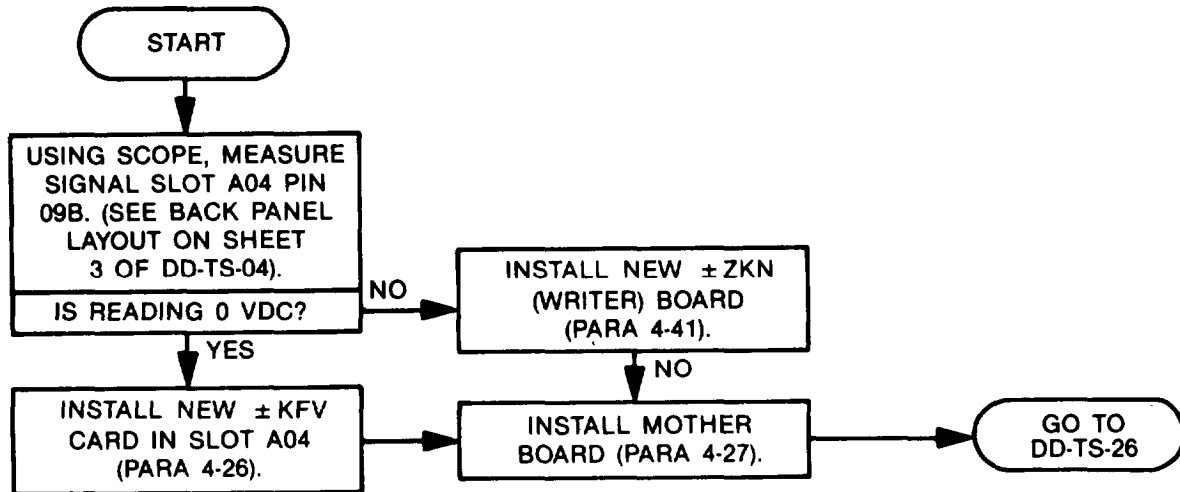 START
USING SCOPE, MEASURE
SIGNAL SLOT A04 PIN
09B. (SEE BACK PANEL
LAYOUT ON SHEET
3 OF DD-TS-04).
IS READING 0 VDC?
NO
YES
INSTALL NEW ±ZKN
(WRITER) BOARD
(PARA 4-41).
NO
INSTALL NEW ±KFV
CARD IN SLOT A04
(PARA 4-26).
INSTALL MOTHER
BOARD (PARA 4-27).
GO TO
DD-TS-26